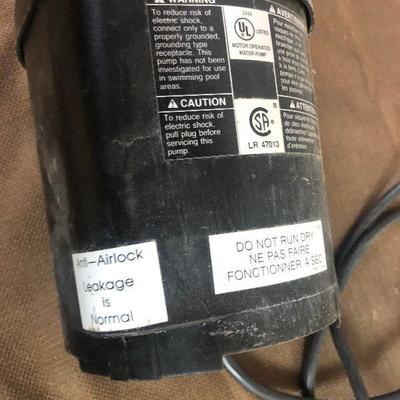 WARNING
To reduce risk of
electric shock,
connect only to a
properly grounded,
grounding type
receptacle. This
pump has not been
investigated for use
in swimming pool
areas.
CAUTION
To reduce risk of
electric shock,
pull plug before
servicing this
pump.
UL
LISTED
MOTOR OPERATED
WATER PUMP
CSA
LR 47013
Anti-Airlock
Leakage
is
Normal
DO NOT RUN DRY
NE PAS FAIRE
FONCTIONNER A SEC